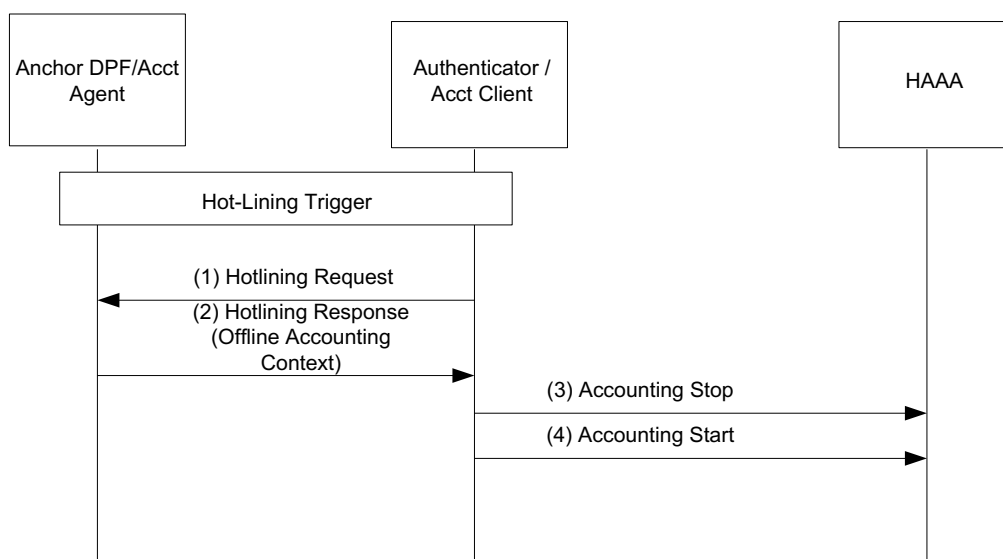 Anchor DPF/Acct
Agent
Authenticator /
Acct Client
HAAA
Hot-Lining Trigger
(1) Hotlining Request
(2) Hotlining Response
(Offline Accounting
Context)
(3) Accounting Stop
(4) Accounting Start